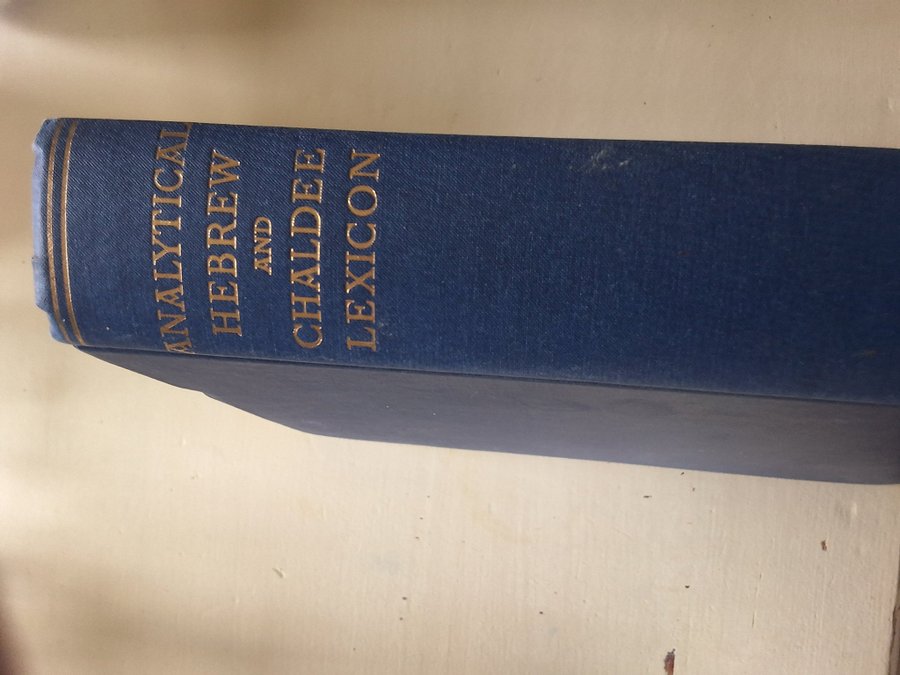 ANALYTICAL
HEBREW
AND
CHALDEE
LEXICON